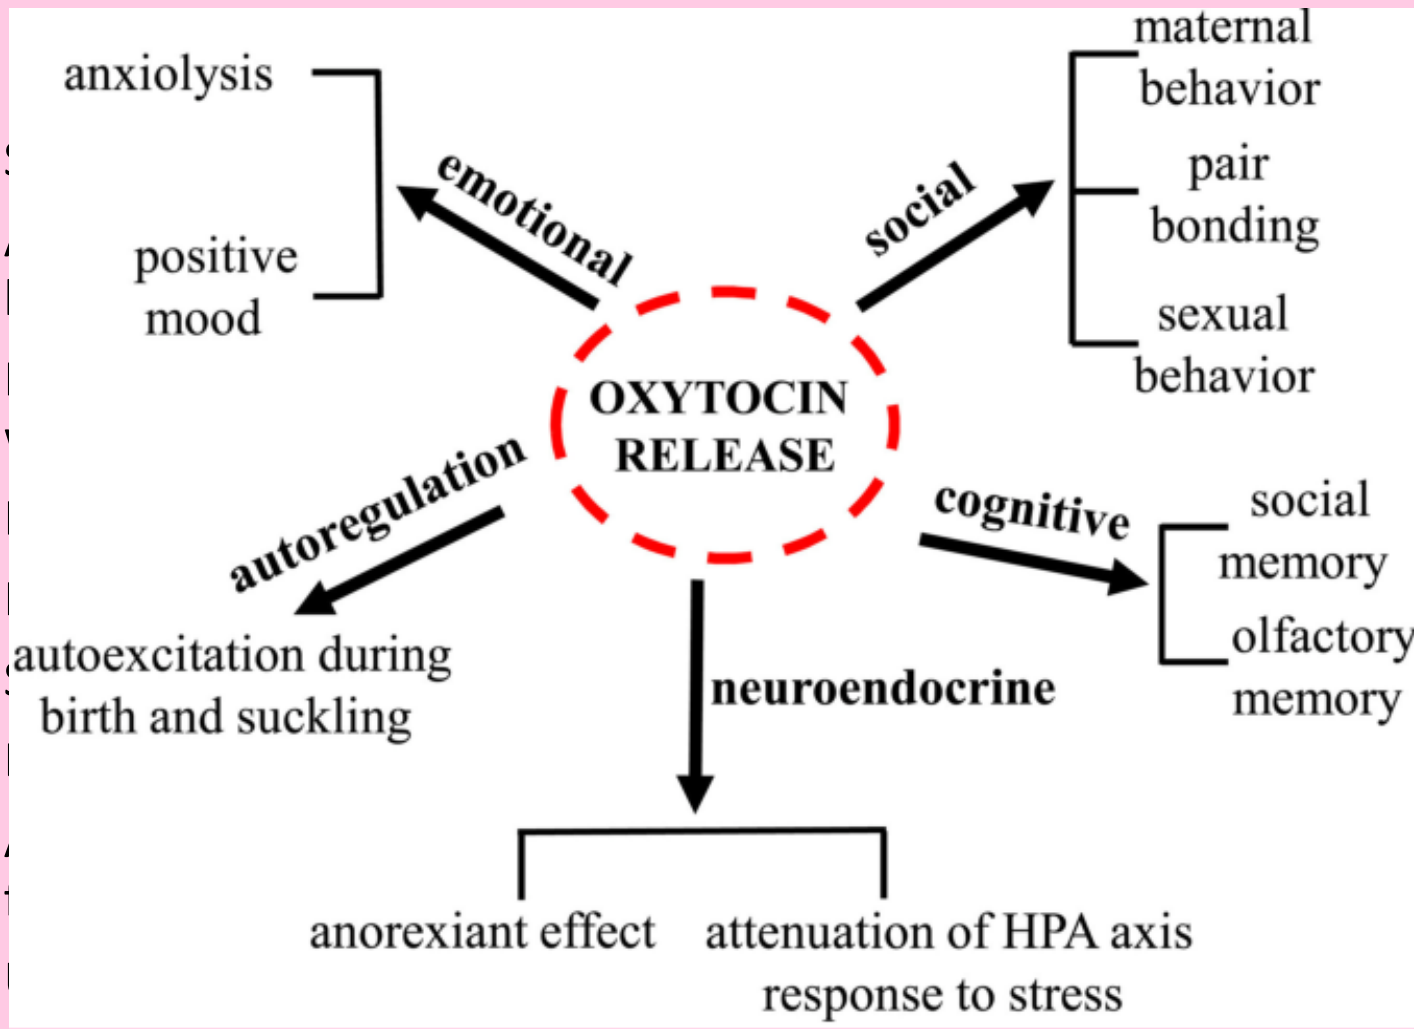 anxiolysis
positive
mood
emotional
social
maternal
behavior
pair
bonding
sexual
behavior
OXYTOCIN
RELEASE
autoregulation
autoexcitation during
birth and suckling
cognitive
social
memory
olfactory
memory
neuroendocrine
anorexiant effect
attenuation of HPA axis
response to stress